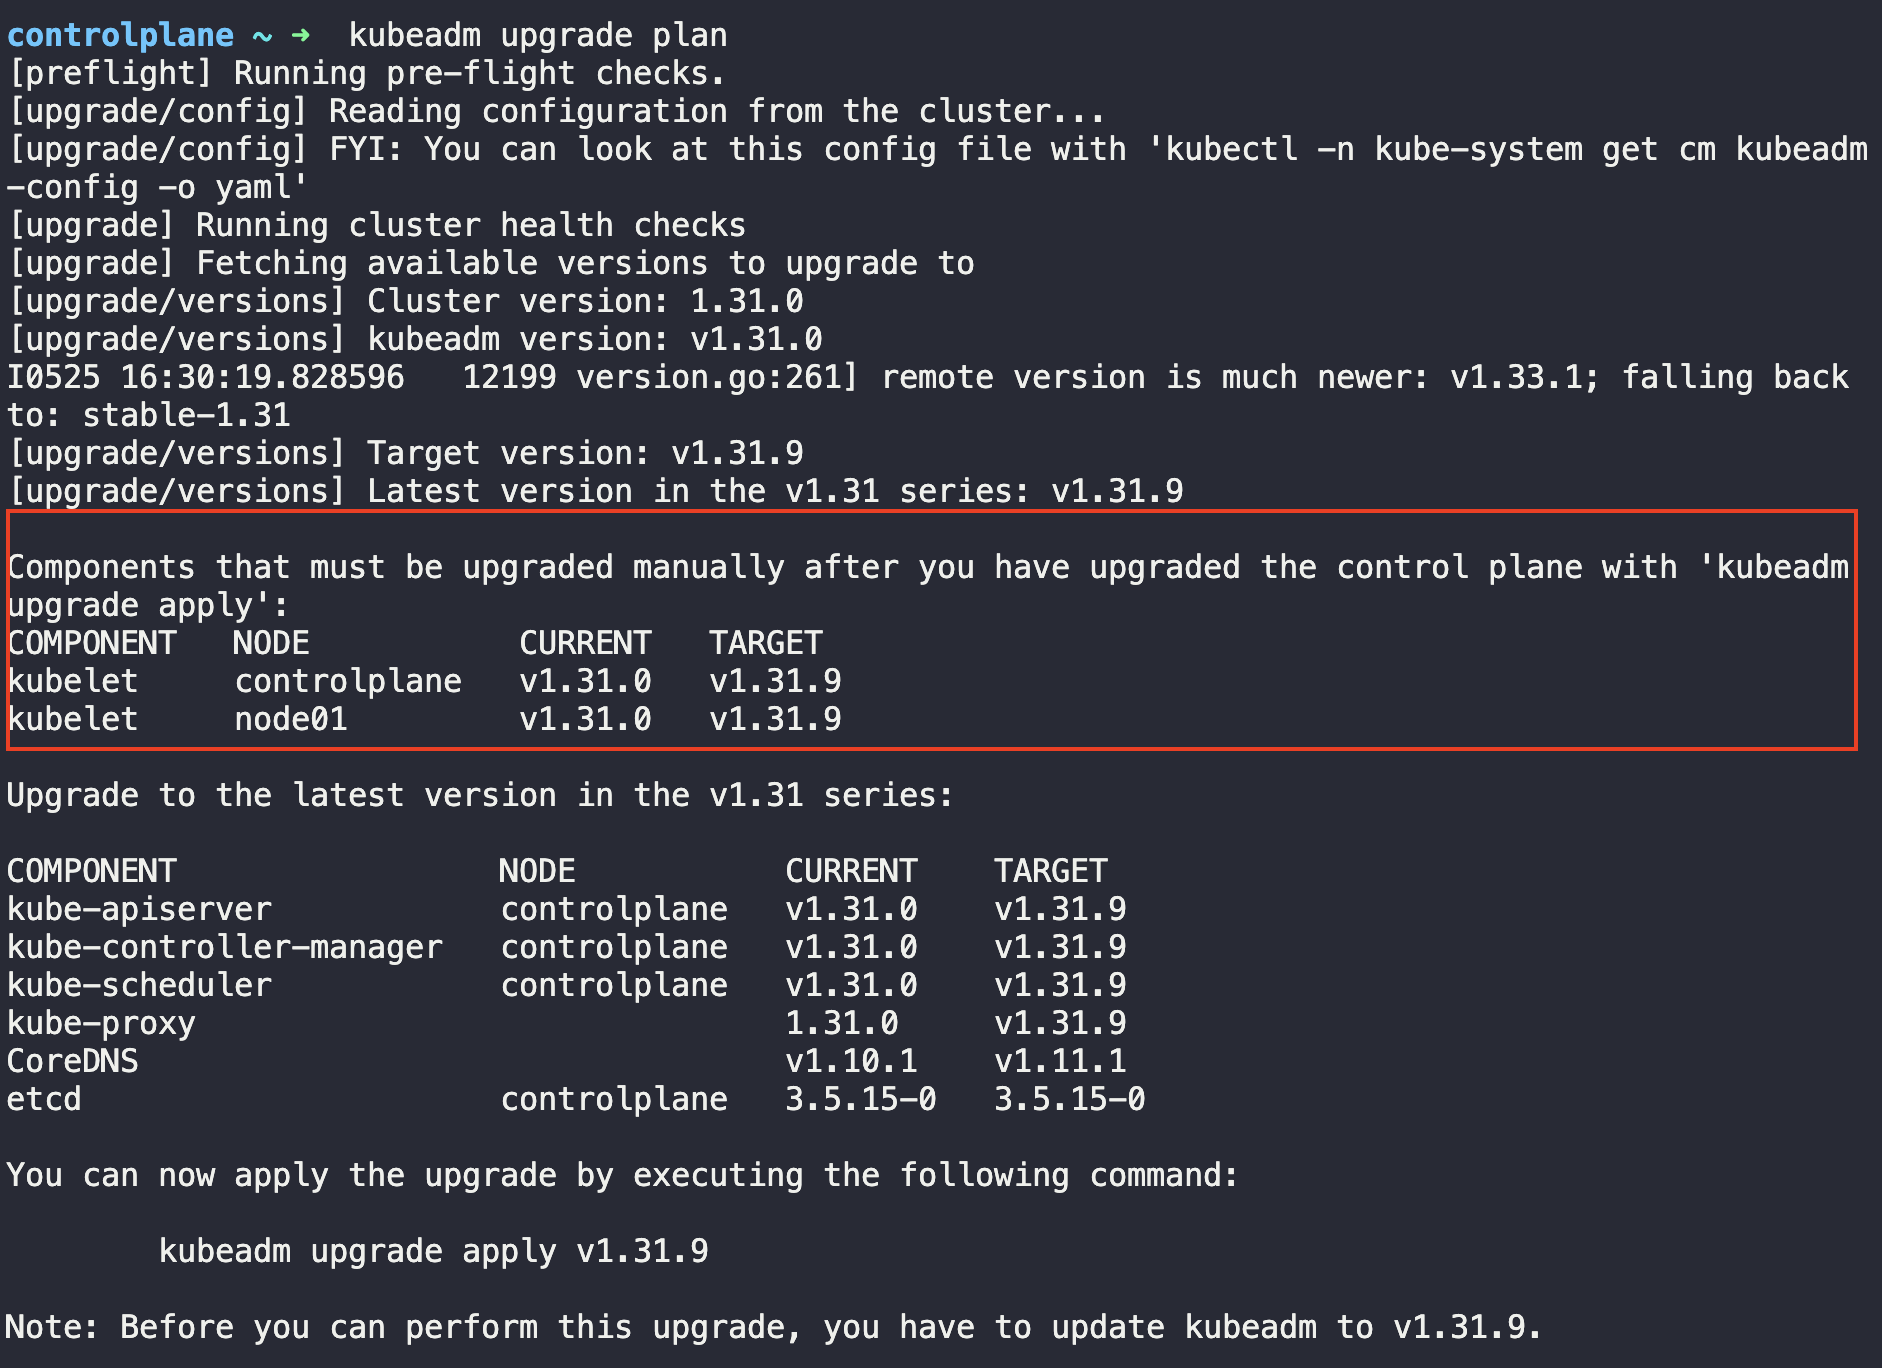 controlplane ~ ➜  kubeadm upgrade plan
[preflight] Running pre-flight checks.
[upgrade/config] Reading configuration from the cluster...
[upgrade/config] FYI: You can look at this config file with 'kubectl -n kube-system get cm kubeadm
-config -o yaml'
[upgrade] Running cluster health checks
[upgrade] Fetching available versions to upgrade to
[upgrade/versions] Cluster version: 1.31.0
[upgrade/versions] kubeadm version: v1.31.0
I0525 16:30:19.828596   12199 version.go:261] remote version is much newer: v1.33.1; falling back
to: stable-1.31
[upgrade/versions] Target version: v1.31.9
[upgrade/versions] Latest version in the v1.31 series: v1.31.9
Components that must be upgraded manually after you have upgraded the control plane with 'kubeadm
upgrade apply':
COMPONENT   NODE           CURRENT   TARGET
kubelet     controlplane   v1.31.0   v1.31.9
kubelet     node01         v1.31.0   v1.31.9
Upgrade to the latest version in the v1.31 series:
COMPONENT                 NODE           CURRENT    TARGET
kube-apiserver            controlplane   v1.31.0    v1.31.9
kube-controller-manager   controlplane   v1.31.0    v1.31.9
kube-scheduler            controlplane   v1.31.0    v1.31.9
kube-proxy                               1.31.0     v1.31.9
CoreDNS                                  v1.10.1    v1.11.1
etcd                      controlplane   3.5.15-0   3.5.15-0
You can now apply the upgrade by executing the following command:
        kubeadm upgrade apply v1.31.9
Note: Before you can perform this upgrade, you have to update kubeadm to v1.31.9.